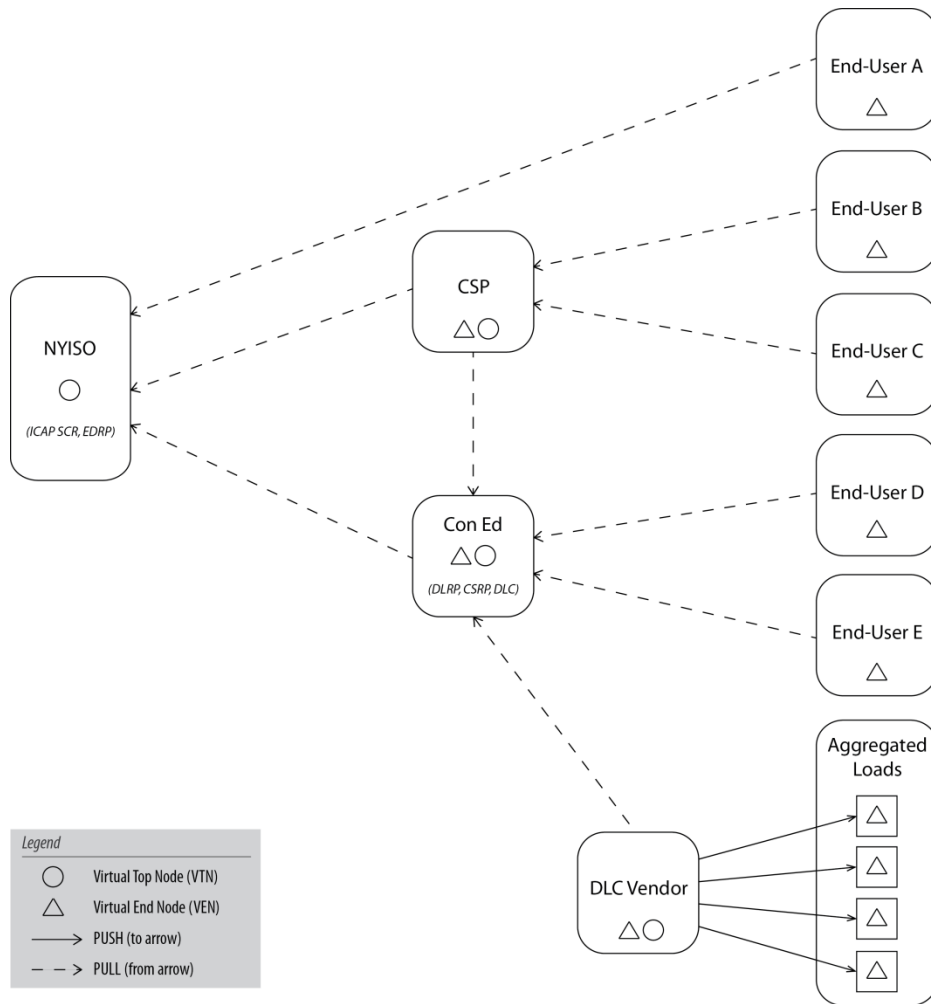 End-User A
End-User B
CSP
End-User C
NYISO
(ICAP SCR, EDRP)
End-User D
Con Ed
(DLRP, CSRP, DLC)
End-User E
Aggregated
Loads
DLC Vendor
Legend
Virtual Top Node (VTN)
Virtual End Node (VEN)
PUSH (to arrow)
PULL (from arrow)